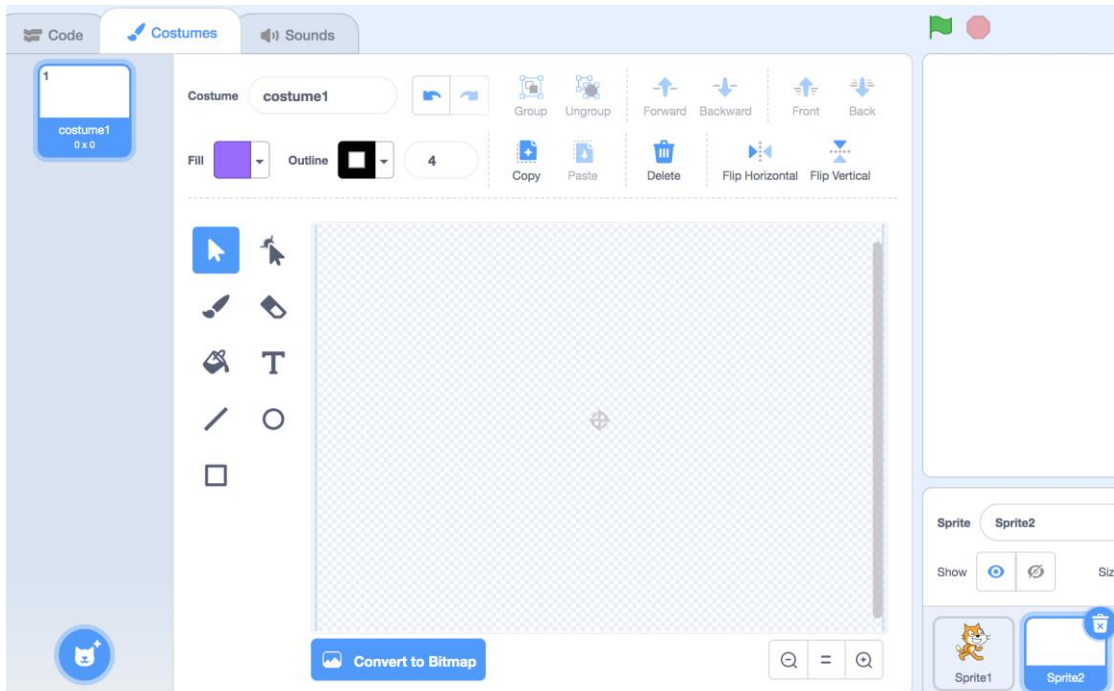 Code Costumes Sounds
1
costume1
0 x 0
Costume costume1
Group Ungroup Forward Backward Front Back
Fill Outline 4
Copy Paste Delete Flip Horizontal Flip Vertical
T
Convert to Bitmap
=
Sprite Sprite2
Show Siz
Sprite1 Sprite2